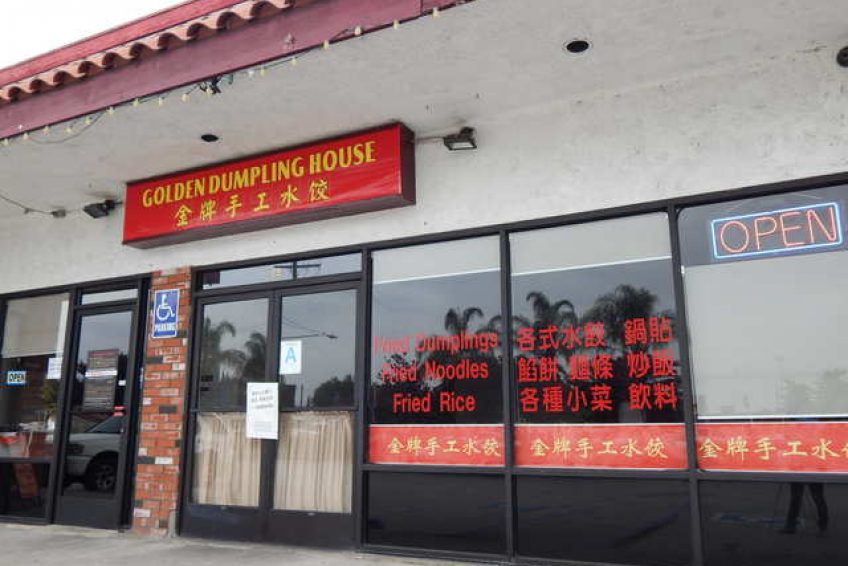 GOLDEN DUMPLING HOUSE
金牌手工水餃
PARKING
A
OPEN
OPEN
Fried Dumplings
Fried Noodles
Fried Rice
各式水餃 鍋貼
餡餅 麵條 炒飯
各種小菜 飲料
金牌手工水餃
金牌手工水餃
金牌手工水餃